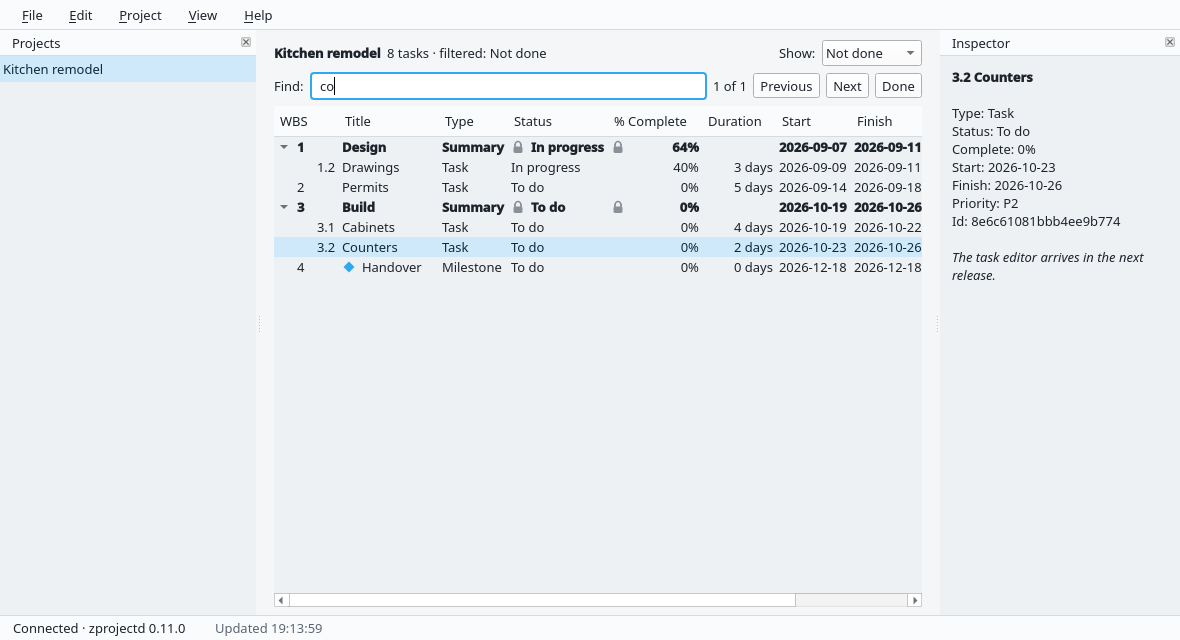 File Edit Project View Help
Projects
Kitchen remodel
Kitchen remodel 8 tasks · filtered: Not done Show: Not done
Find: co 1 of 1 Previous Next Done
WBS Title Type Status % Complete Duration Start Finish
1 Design Summary In progress 64% 2026-09-07 2026-09-11
1.2 Drawings Task In progress 40% 3 days 2026-09-09 2026-09-11
2 Permits Task To do 0% 5 days 2026-09-14 2026-09-18
3 Build Summary To do 0% 2026-10-19 2026-10-26
3.1 Cabinets Task To do 0% 4 days 2026-10-19 2026-10-22
3.2 Counters Task To do 0% 2 days 2026-10-23 2026-10-26
4 Handover Milestone To do 0% 0 days 2026-12-18 2026-12-18
Inspector
3.2 Counters
Type: Task
Status: To do
Complete: 0%
Start: 2026-10-23
Finish: 2026-10-26
Priority: P2
Id: 8e6c61081bbb4ee9b774
The task editor arrives in the next
release.
Connected · zprojectd 0.11.0 Updated 19:13:59